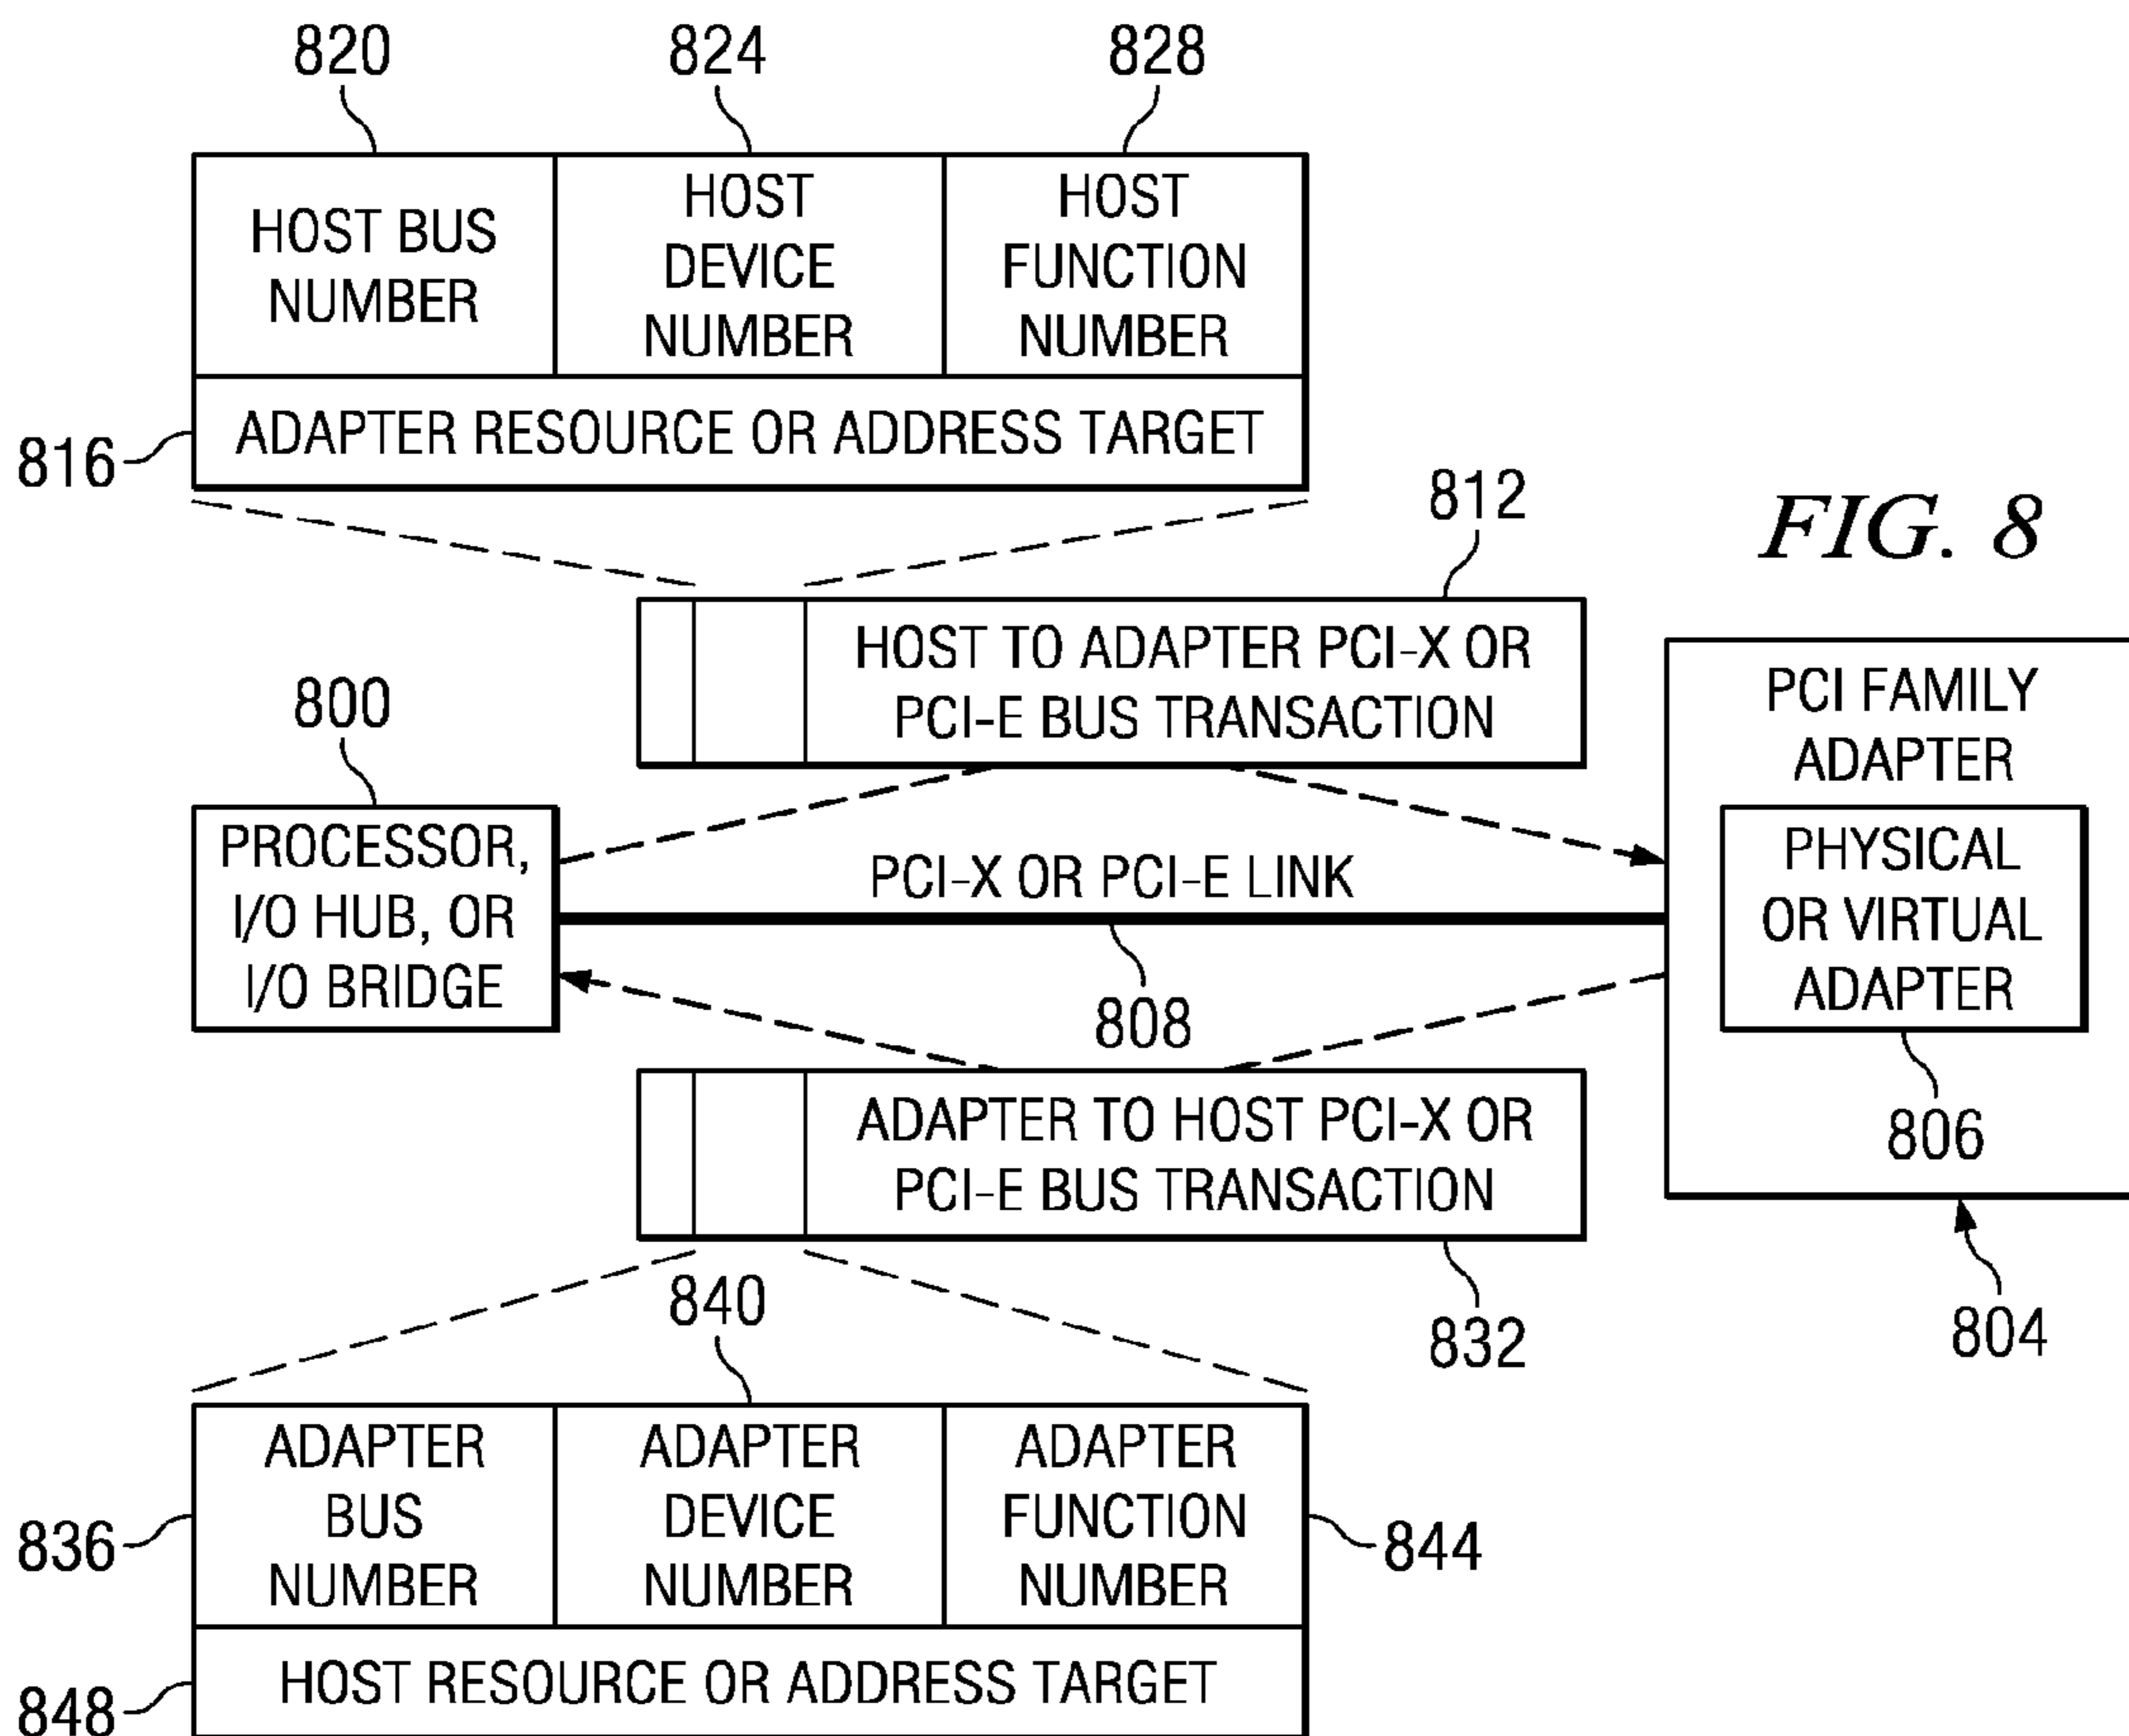 820
824
828
HOST BUS
NUMBER
HOST
DEVICE
NUMBER
HOST
FUNCTION
NUMBER
816
ADAPTER RESOURCE OR ADDRESS TARGET
812
FIG. 8
HOST TO ADAPTER PCI-X OR
PCI-E BUS TRANSACTION
800
PROCESSOR,
I/O HUB, OR
I/O BRIDGE
PCI-X OR PCI-E LINK
808
PCI FAMILY
ADAPTER
PHYSICAL
OR VIRTUAL
ADAPTER
806
804
ADAPTER TO HOST PCI-X OR
PCI-E BUS TRANSACTION
832
840
836
ADAPTER
BUS
NUMBER
ADAPTER
DEVICE
NUMBER
ADAPTER
FUNCTION
NUMBER
844
848
HOST RESOURCE OR ADDRESS TARGET